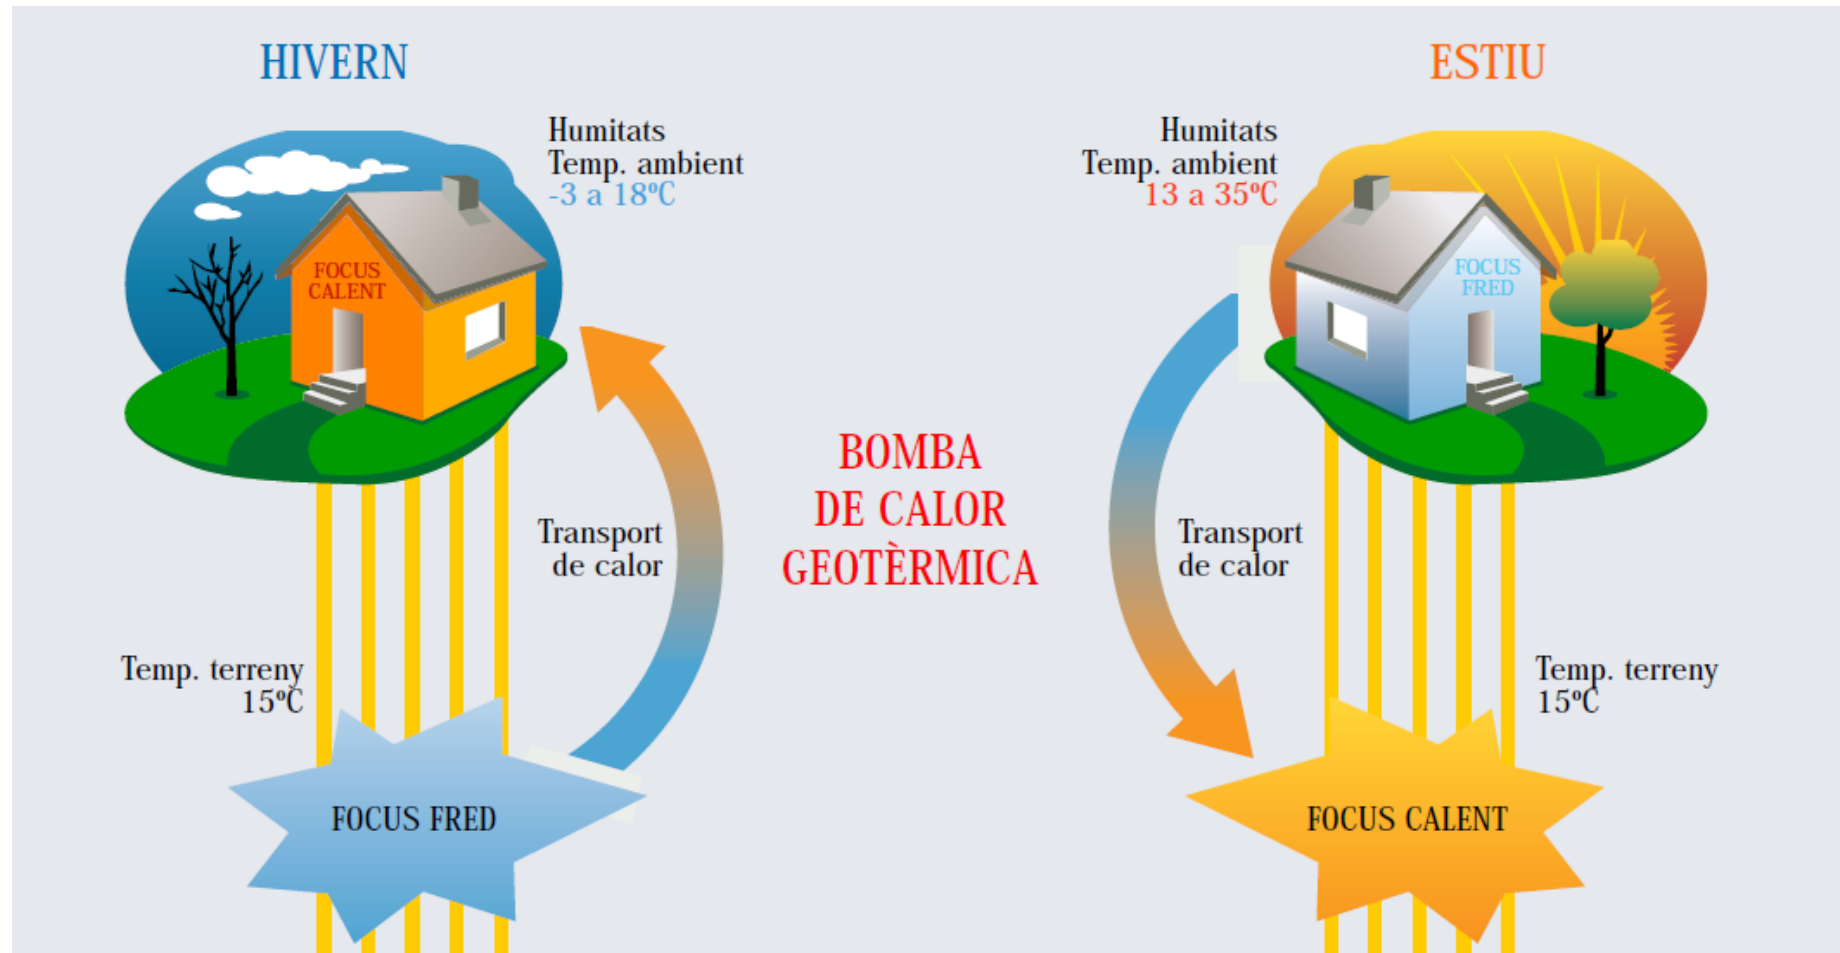 HIVERN
Humitats
Temp. ambient
-3 a 18ºC
FOCUS
CALENT
Transport
de calor
Temp. terreny
15ºC
FOCUS FRED
BOMBA
DE CALOR
GEOTÈRMICA
ESTIU
Humitats
Temp. ambient
13 a 35ºC
FOCUS
FRED
Transport
de calor
Temp. terreny
15ºC
FOCUS CALENT